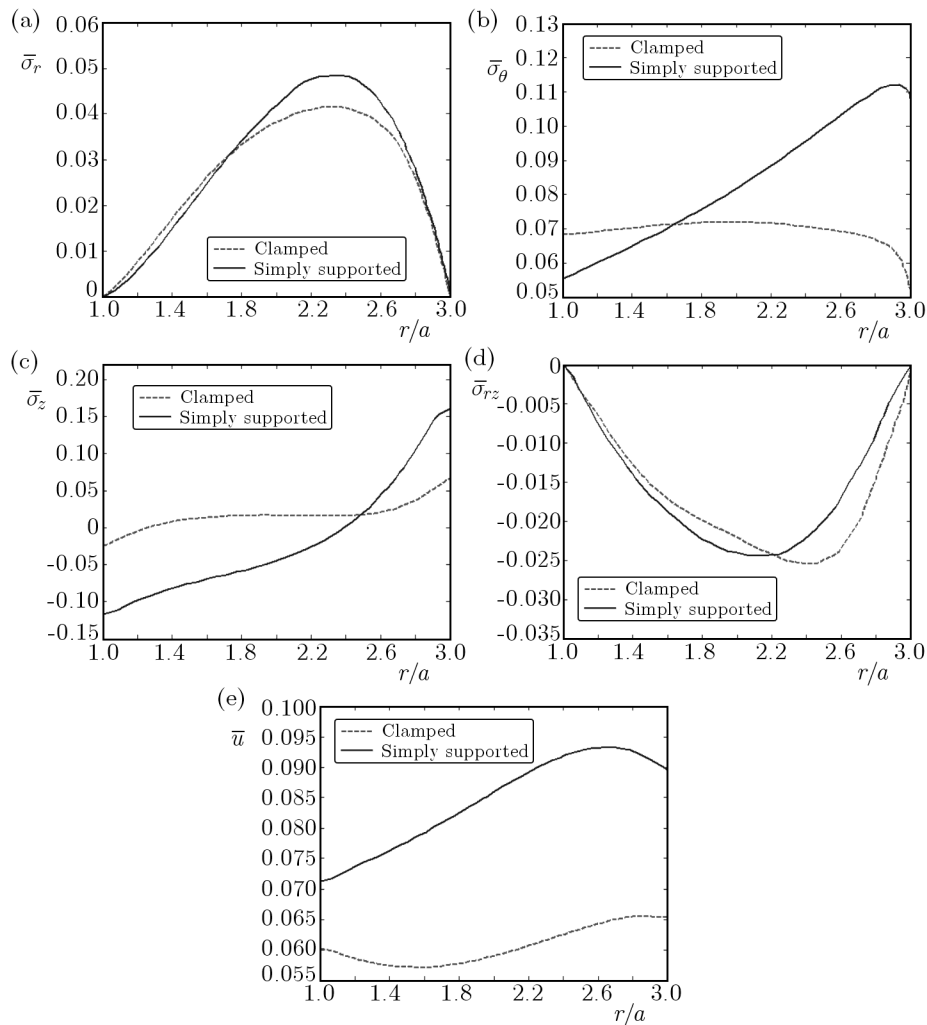 (a)
0.06
σ̅r
0.05
0.04
0.03
0.02
0.01
0
Clamped
Simply supported
1.0 1.4 1.8 2.2 2.6 3.0
r/a
(b)
0.13
σ̅θ
0.12
0.11
0.10
0.09
0.08
0.07
0.06
0.05
Clamped
Simply supported
1.0 1.4 1.8 2.2 2.6 3.0
r/a
(c)
0.20
σ̅z
0.15
0.10
0.05
0
-0.05
-0.10
-0.15
Clamped
Simply supported
1.0 1.4 1.8 2.2 2.6 3.0
r/a
(d)
0
σ̅rz
-0.005
-0.010
-0.015
-0.020
-0.025
-0.030
-0.035
Clamped
Simply supported
1.0 1.4 1.8 2.2 2.6 3.0
r/a
(e)
0.100
u̅
0.095
0.090
0.085
0.080
0.075
0.070
0.065
0.060
0.055
Clamped
Simply supported
1.0 1.4 1.8 2.2 2.6 3.0
r/a